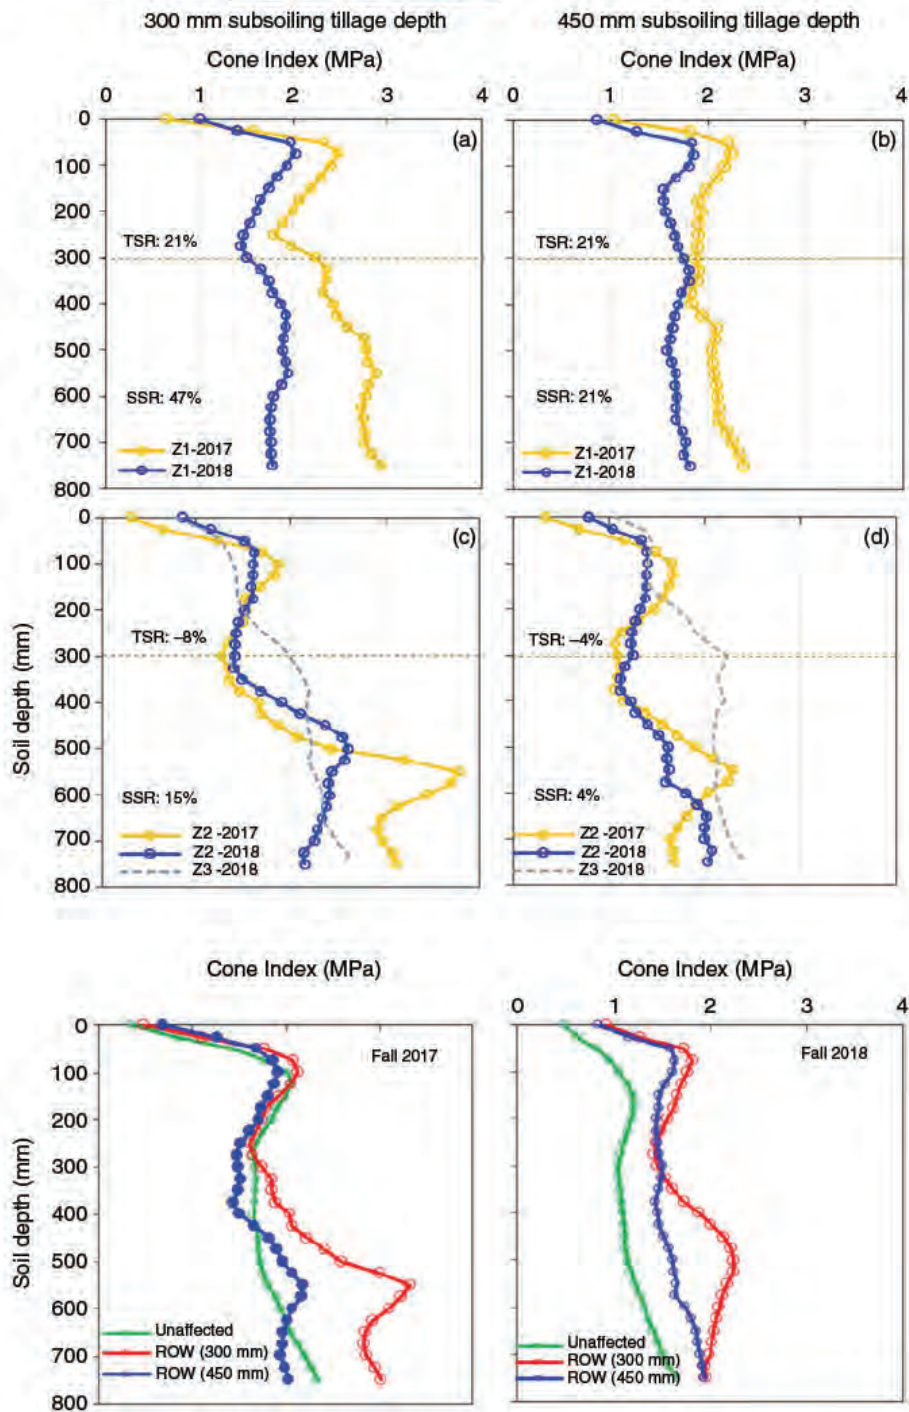 300 mm subsoiling tillage depth 450 mm subsoiling tillage depth
Cone Index (MPa) Cone Index (MPa)
0 1 2 3 4 0 1 2 3 4
0
100
200
300
400
500
600
700
800
(a)
TSR: 21%
SSR: 47%
Z1-2017
Z1-2018
(b)
TSR: 21%
SSR: 21%
Z1-2017
Z1-2018
Soil depth (mm)
0
100
200
300
400
500
600
700
800
(c)
TSR: –8%
SSR: 15%
Z2-2017
Z2 -2018
Z3 -2018
(d)
TSR: –4%
SSR: 4%
Z2 -2017
Z2 -2018
Z3 -2018
Cone Index (MPa) Cone Index (MPa)
0 1 2 3 4
Soil depth (mm)
0
100
200
300
400
500
600
700
800
Fall 2017
Unaffected
ROW (300 mm)
ROW (450 mm)
Fall 2018
Unaffected
ROW (300 mm)
ROW (450 mm)